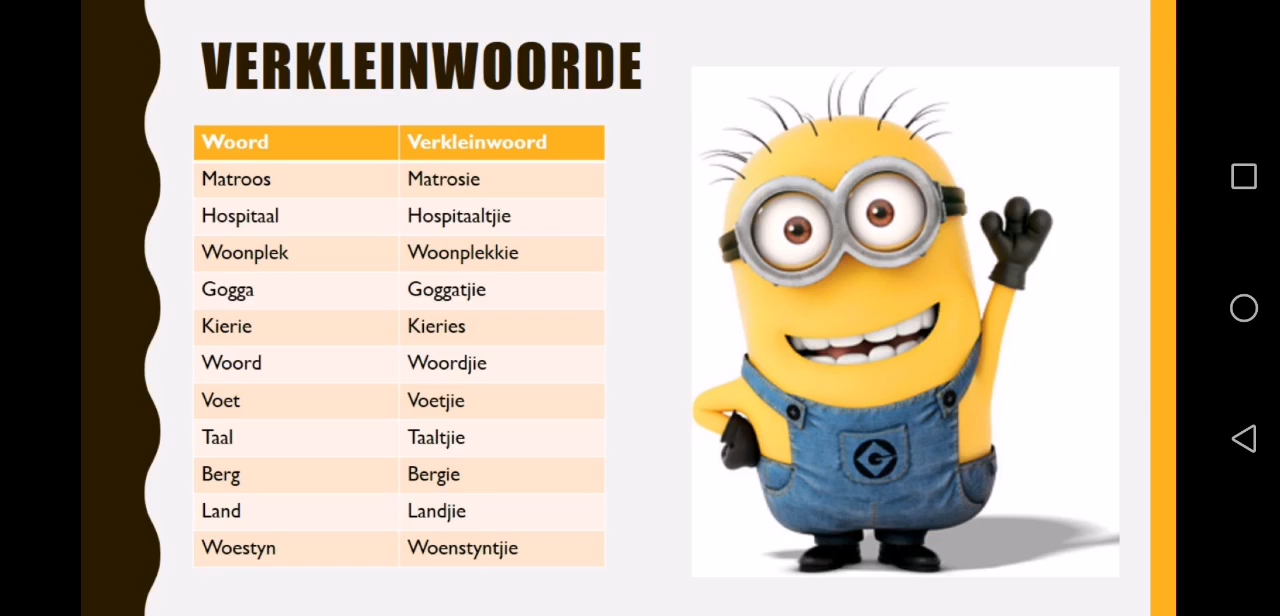 VERKLEINWOORDE
Woord Verkleinwoord
Matroos Matrosie
Hospitaal Hospitaaltjie
Woonplek Woonplekkie
Gogga Goggatjie
Kierie Kieries
Woord Woordjie
Voet Voetjie
Taal Taaltjie
Berg Bergie
Land Landjie
Woestyn Woenstyntjie